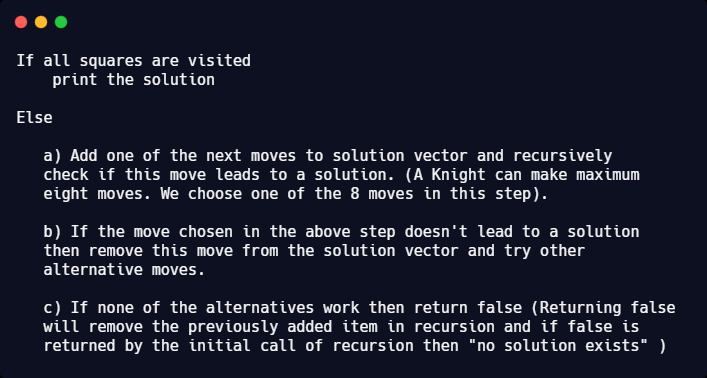 If all squares are visited
print the solution
Else
a) Add one of the next moves to solution vector and recursively
check if this move leads to a solution. (A Knight can make maximum
eight moves. We choose one of the 8 moves in this step).
b) If the move chosen in the above step doesn't lead to a solution
then remove this move from the solution vector and try other
alternative moves.
c) If none of the alternatives work then return false (Returning false
will remove the previously added item in recursion and if false is
returned by the initial call of recursion then "no solution exists" )